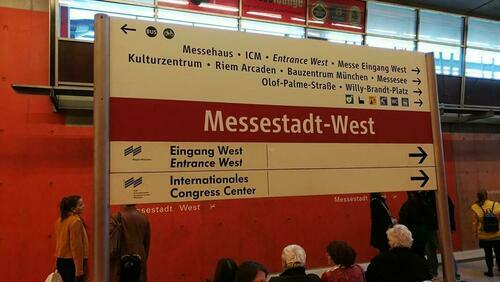 BUS
Messehaus • ICM • Entrance West • Messe Eingang West
Kulturzentrum • Riem Arcaden • Bauzentrum München • Messesee
Olof-Palme-Straße • Willy-Brandt-Platz
Messestadt-West
Eingang West
Entrance West
Internationales
Congress Center
Messestadt West
Messestadt